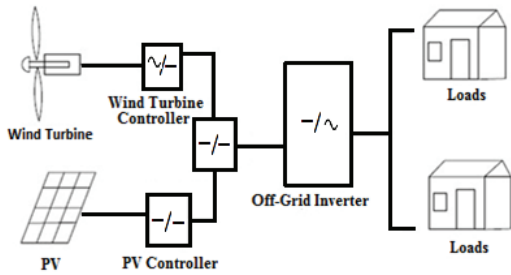 Wind Turbine
Wind Turbine
Controller
Loads
Off-Grid Inverter
PV
PV Controller
Loads